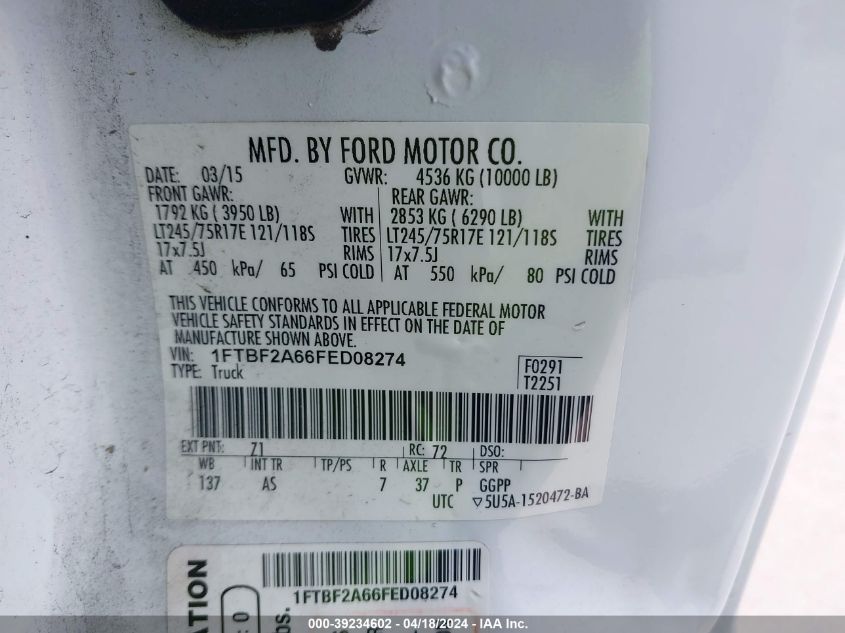 MFD. BY FORD MOTOR CO.
DATE: 03/15 GVWR: 4536 KG (10000 LB)
FRONT GAWR: REAR GAWR:
1792 KG ( 3950 LB) WITH 2853 KG ( 6290 LB) WITH
LT245/75R17E 121/118S TIRES LT245/75R17E 121/118S TIRES
17x7.5J RIMS 17x7.5J RIMS
AT 450 kPa/ 65 PSI COLD AT 550 kPa/ 80 PSI COLD
THIS VEHICLE CONFORMS TO ALL APPLICABLE FEDERAL MOTOR
VEHICLE SAFETY STANDARDS IN EFFECT ON THE DATE OF
MANUFACTURE SHOWN ABOVE.
VIN: 1FTBF2A66FED08274 F0291
TYPE: Truck T2251
EXT PNT: Z1 RC: 72 DSO:
WB INT TR TP/PS R AXLE TR SPR
137 AS 7 37 P GGPP
UTC ▽5U5A-1520472-BA
1FTBF2A66FED08274
000-39234602 - 04/18/2024 - IAA Inc.